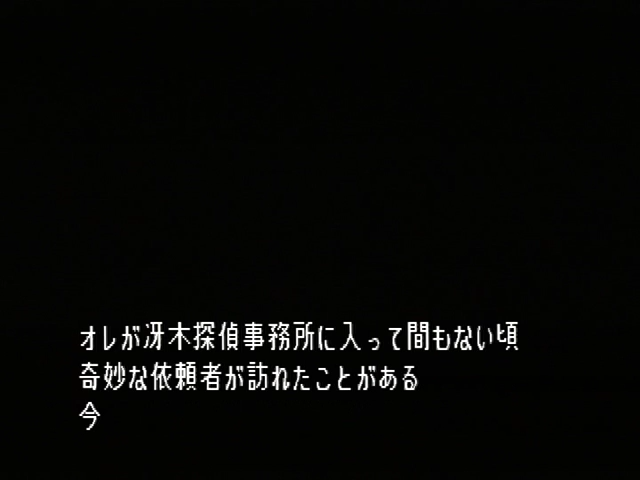 オレが冴木探偵事務所に入って間もない頃
奇妙な依頼者が訪れたことがある
今